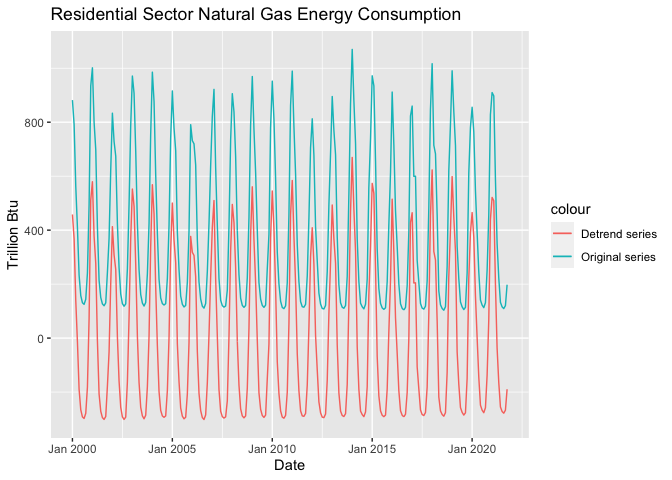 Residential Sector Natural Gas Energy Consumption
Trillion Btu
800
400
0
Jan 2000
Jan 2005
Jan 2010
Jan 2015
Jan 2020
Date
colour
Detrend series
Original series